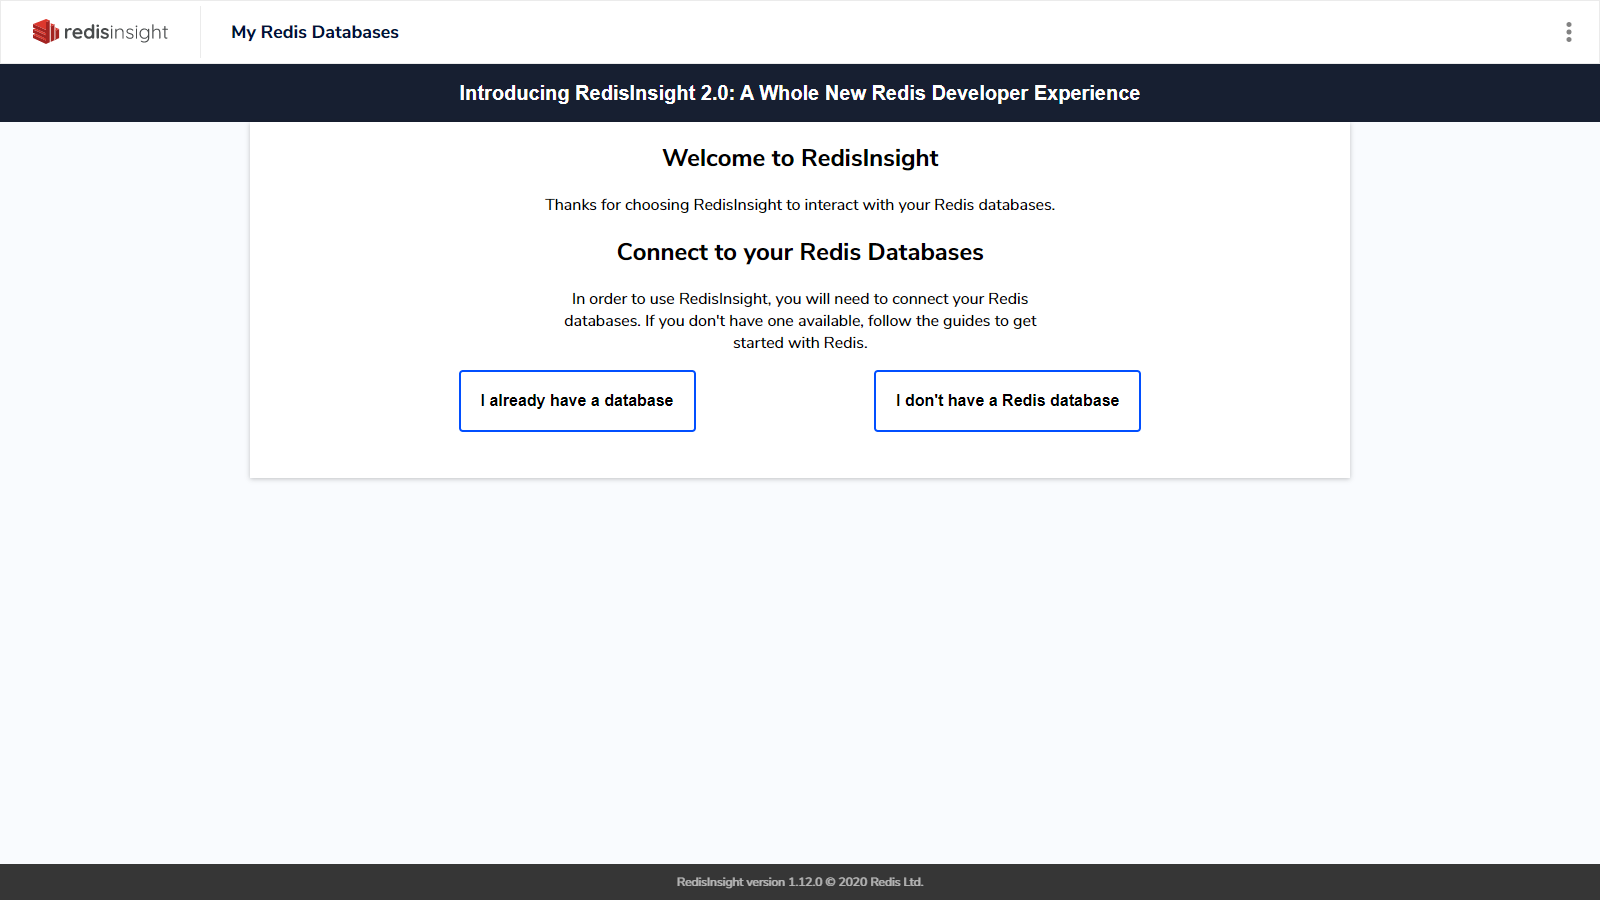 redisinsight
My Redis Databases
Introducing RedisInsight 2.0: A Whole New Redis Developer Experience
Welcome to RedisInsight
Thanks for choosing RedisInsight to interact with your Redis databases.
Connect to your Redis Databases
In order to use RedisInsight, you will need to connect your Redis
databases. If you don't have one available, follow the guides to get
started with Redis.
I already have a database
I don't have a Redis database
RedisInsight version 1.12.0 © 2020 Redis Ltd.